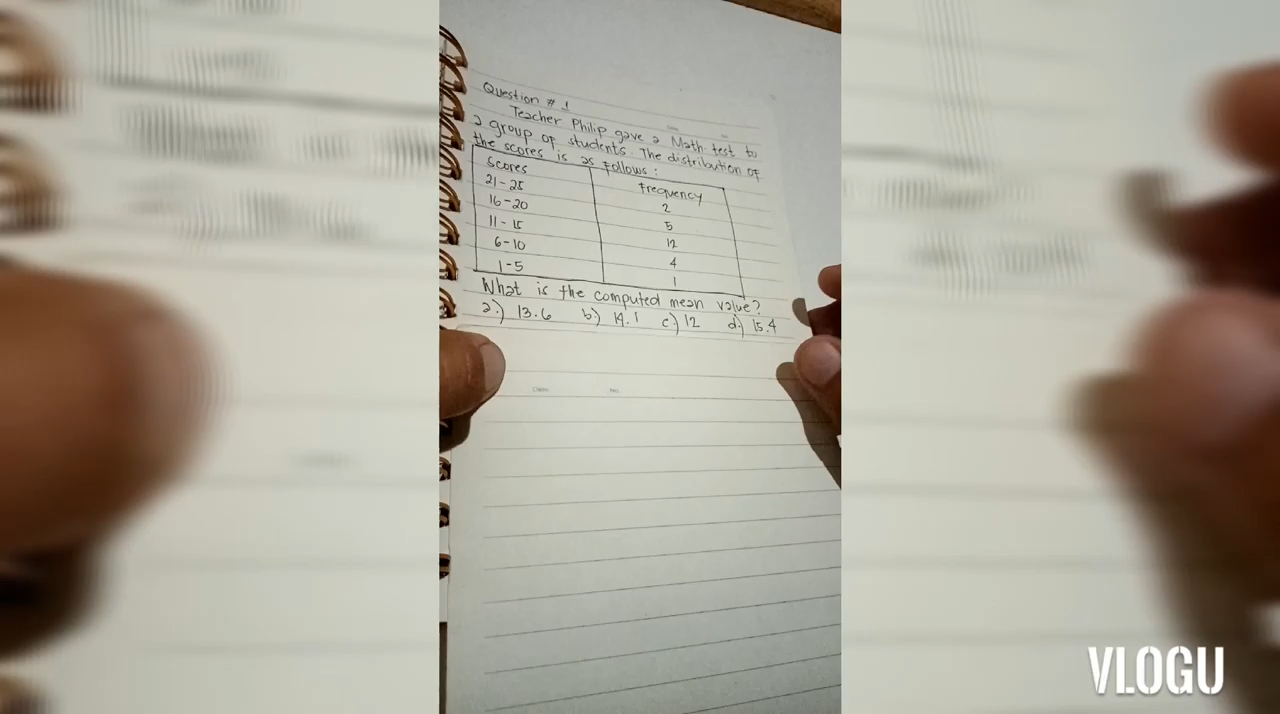 Question # 1
Teacher Philip gave a Math test to
a group of students. The distribution of
the scores is as follows:
Scores Frequency
21-25 2
16-20 5
11-15 12
6-10 4
1-5 1
What is the computed mean value?
a.) 13.6 b.) 14.1 c.) 12 d.) 15.4
VLOGU